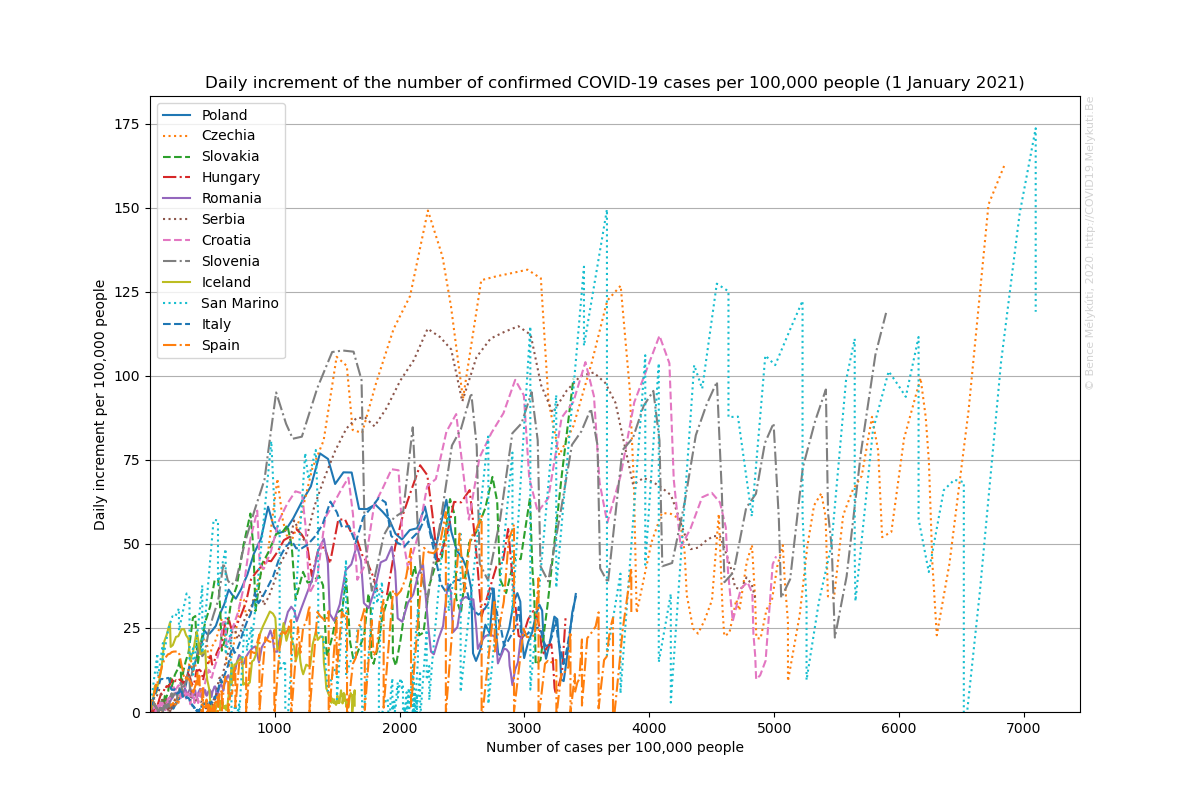 Daily increment of the number of confirmed COVID-19 cases per 100,000 people (1 January 2021)
Daily increment per 100,000 people
175
150
125
100
75
50
25
0
Poland
Czechia
Slovakia
Hungary
Romania
Serbia
Croatia
Slovenia
Iceland
San Marino
Italy
Spain
1000 2000 3000 4000 5000 6000 7000
Number of cases per 100,000 people
© Bence Mélykúti, 2020 http://COVID19.Melykuti.Be